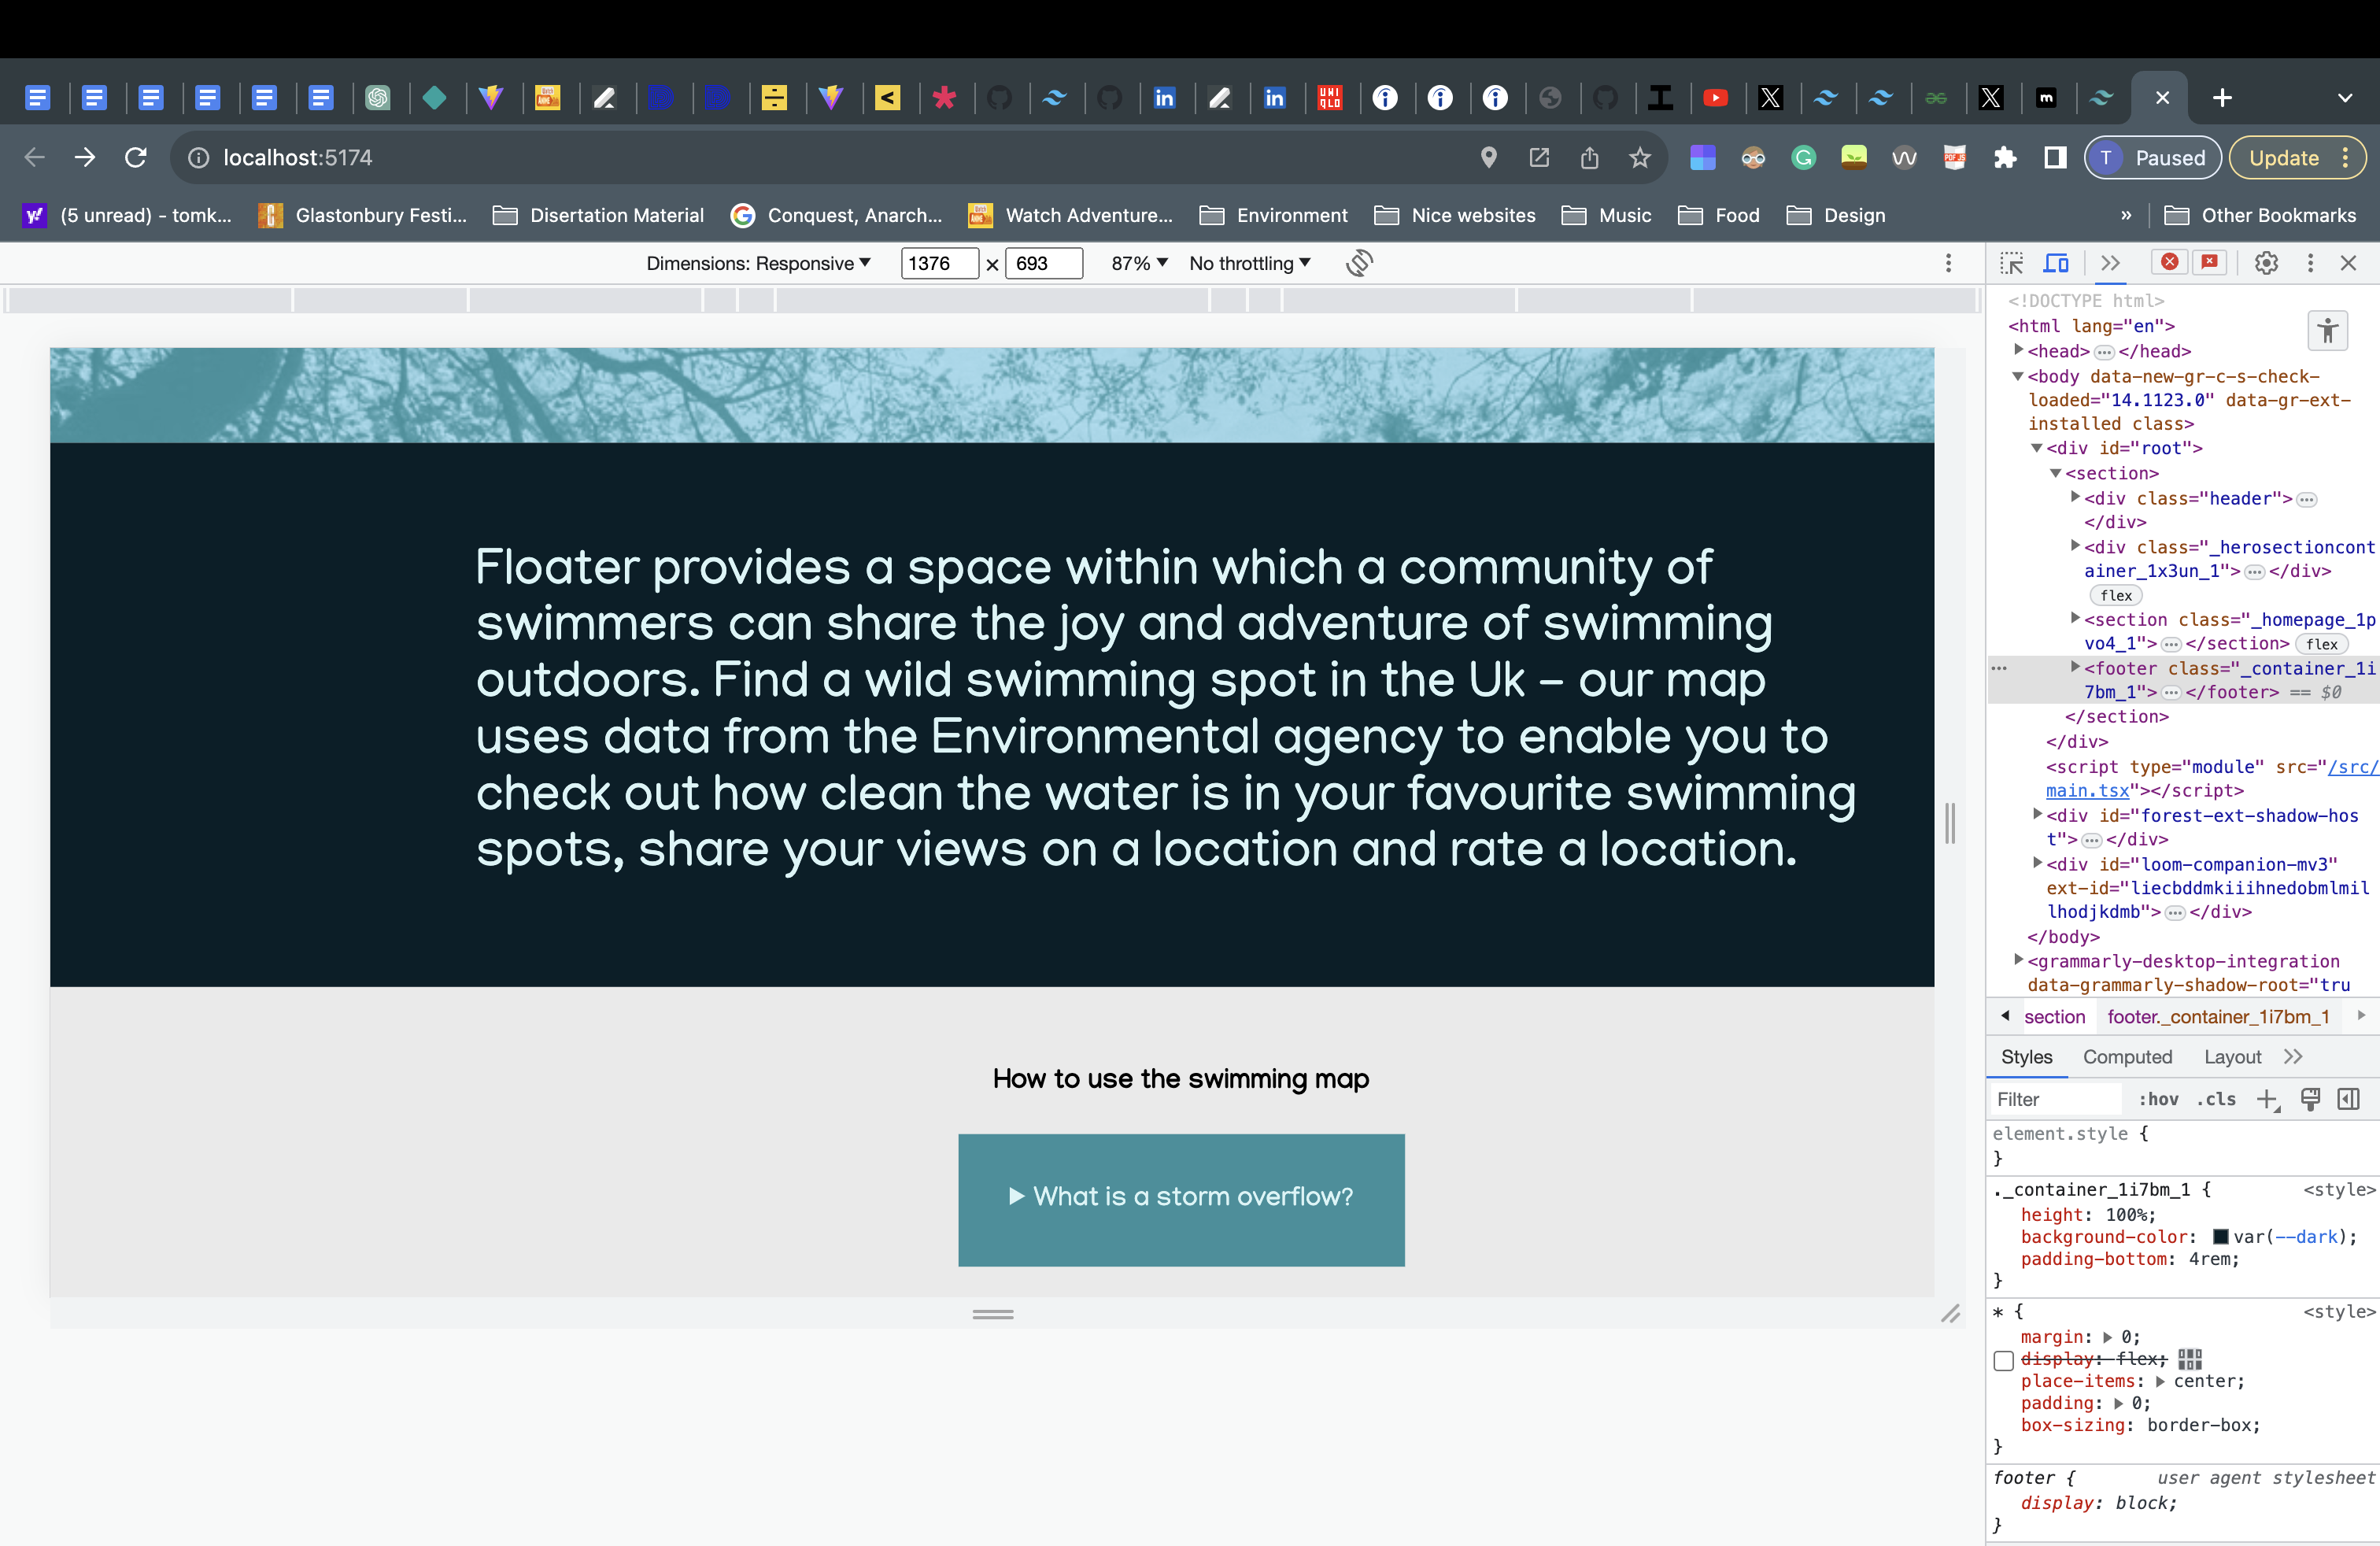 UNI
QLO
m
localhost:5174
T Paused
Update
(5 unread) - tomk...
Glastonbury Festi...
Disertation Material
Conquest, Anarch...
Watch Adventure...
Environment
Nice websites
Music
Food
Design
»
Other Bookmarks
Dimensions: Responsive
1376 × 693
87%
No throttling
<!DOCTYPE html>
<html lang="en">
<head>…</head>
<body data-new-gr-c-s-check-
loaded="14.1123.0" data-gr-ext-
installed class>
<div id="root">
<section>
<div class="header">…
</div>
<div class="_herosectioncont
ainer_1x3un_1">…</div>
flex
<section class="_homepage_1p
vo4_1">…</section> flex
<footer class="_container_1i
7bm_1">…</footer> == $0
</section>
</div>
<script type="module" src="/src/
main.tsx"></script>
<div id="forest-ext-shadow-hos
t">…</div>
<div id="loom-companion-mv3"
ext-id="liecbddmkiiihnedobmlmil
lhodjkdmb">…</div>
</body>
<grammarly-desktop-integration
data-grammarly-shadow-root="tru
section footer._container_1i7bm_1
Styles Computed Layout
Filter :hov .cls
element.style {
}
._container_1i7bm_1 { <style>
height: 100%;
background-color: var(--dark);
padding-bottom: 4rem;
}
* { <style>
margin: 0;
display: flex;
place-items: center;
padding: 0;
box-sizing: border-box;
}
footer { user agent stylesheet
display: block;
}
Floater provides a space within which a community of
swimmers can share the joy and adventure of swimming
outdoors. Find a wild swimming spot in the Uk – our map
uses data from the Environmental agency to enable you to
check out how clean the water is in your favourite swimming
spots, share your views on a location and rate a location.
How to use the swimming map
What is a storm overflow?